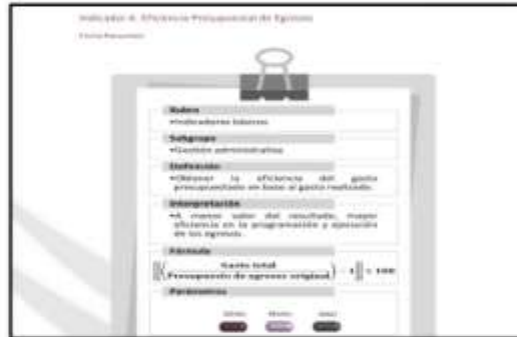 Indicador 4. Eficiencia Presupuestal de Egresos
Rubro
•Indicadores básicos
Subgrupo
•Gestión administrativa
Definición
•Obtener la eficiencia del gasto
presupuestado en base al gasto realizado.
Interpretación
•A menor valor del resultado, mayor
eficiencia en la programación y ejecución
de los egresos.
Fórmula
Gasto total
Presupuesto de egresos original - 1 * 100
Parámetros